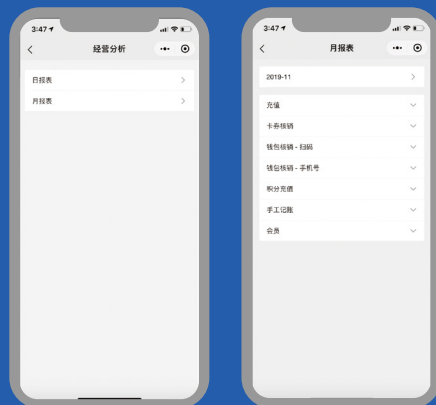 3:47
经营分析
日报表
月报表
3:47
月报表
2019-11
充值
卡券核销
钱包核销 - 扫码
钱包核销 - 手机号
积分充值
手工记账
会员